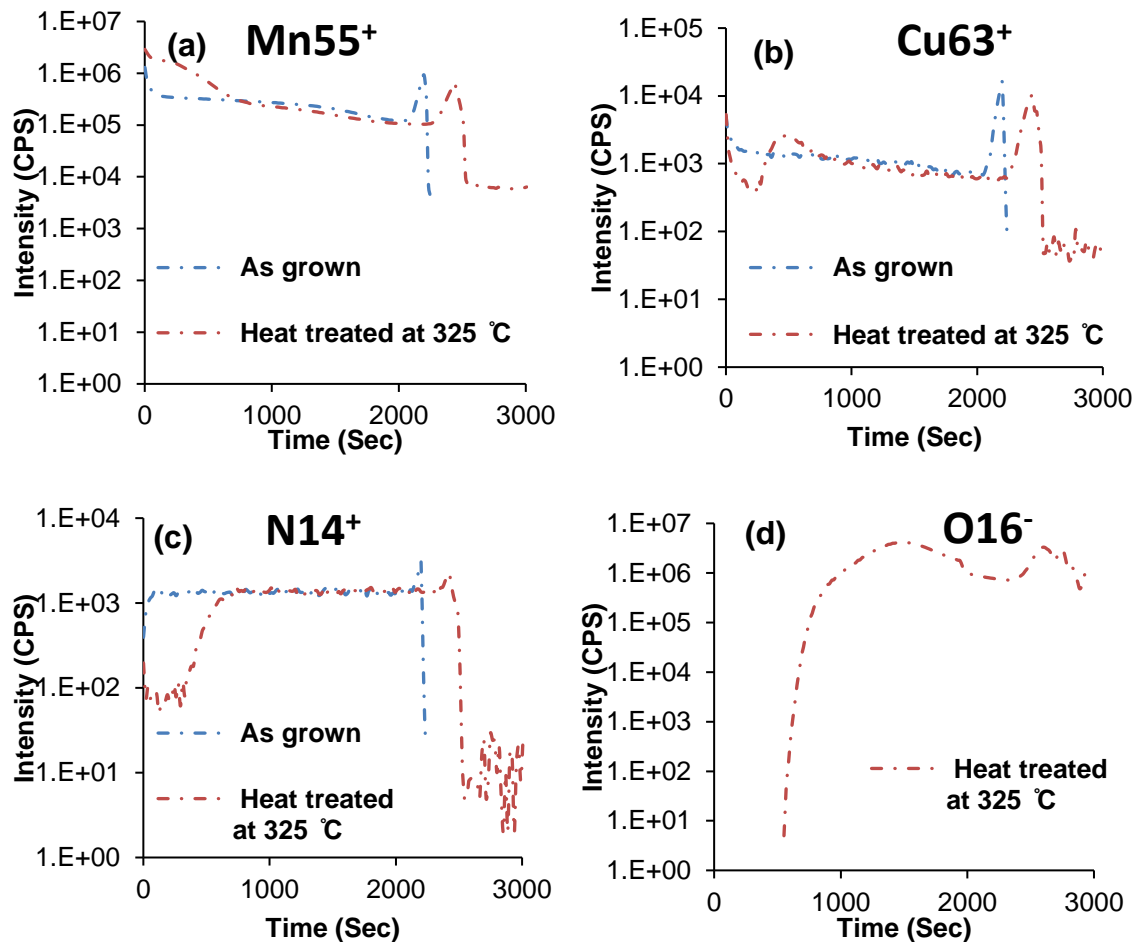 (a) Mn55⁺
1.E+07
1.E+06
1.E+05
1.E+04
1.E+03
1.E+02
1.E+01
1.E+00
Intensity (CPS)
As grown
Heat treated at 325 ℃
0 1000 2000 3000
Time (Sec)
(b) Cu63⁺
1.E+05
1.E+04
1.E+03
1.E+02
1.E+01
1.E+00
Intensity (CPS)
As grown
Heat treated at 325 ℃
0 1000 2000 3000
Time (Sec)
(c) N14⁺
1.E+04
1.E+03
1.E+02
1.E+01
1.E+00
Intensity (CPS)
As grown
Heat treated
at 325 ℃
0 1000 2000 3000
Time (Sec)
(d) O16⁻
1.E+07
1.E+06
1.E+05
1.E+04
1.E+03
1.E+02
1.E+01
1.E+00
Intensity (CPS)
Heat treated
at 325 ℃
0 1000 2000 3000
Time (Sec)